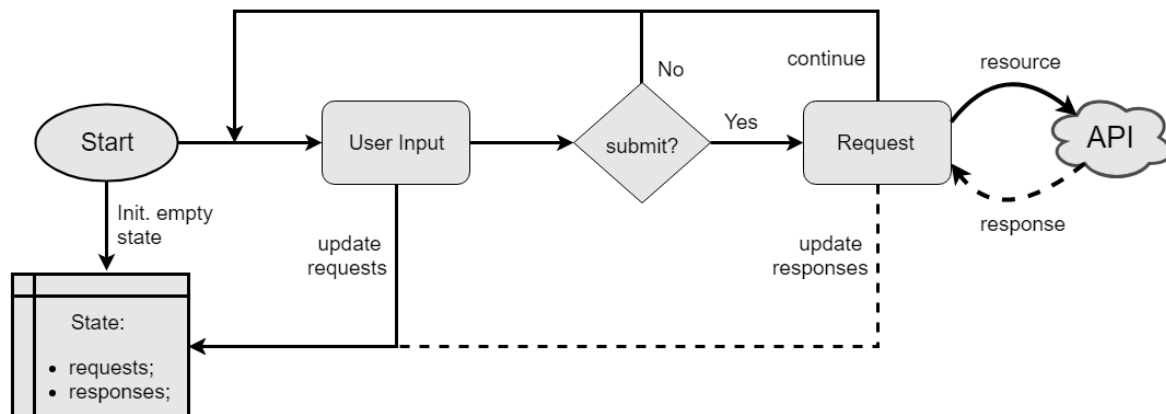 No
continue
resource
Start
User Input
submit?
Yes
Request
API
Init. empty
state
update
requests
update
responses
response
State:
• requests;
• responses;